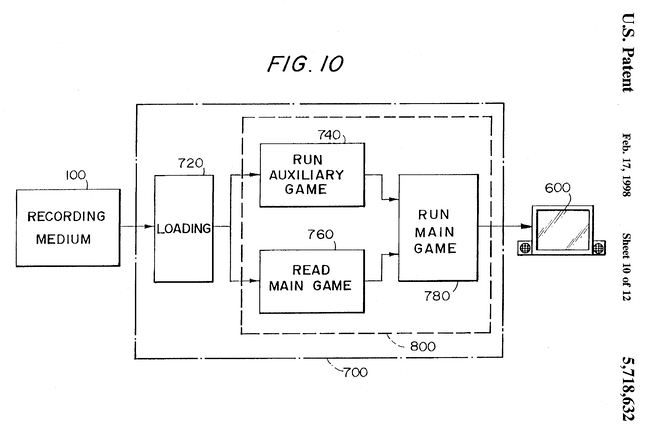 FIG. 10
100
RECORDING
MEDIUM
720
LOADING
740
RUN
AUXILIARY
GAME
760
READ
MAIN GAME
RUN
MAIN
GAME
780
600
800
700
U.S. Patent
Feb. 17, 1998
Sheet 10 of 12
5,718,632